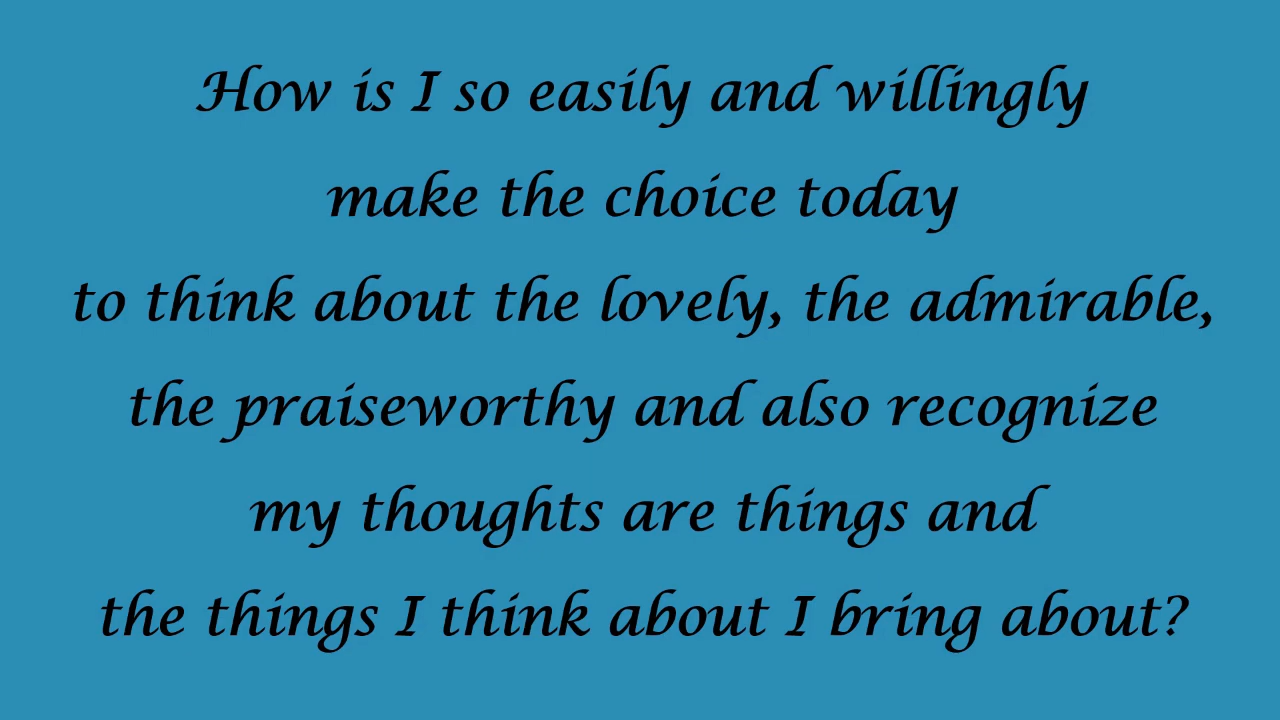 How is I so easily and willingly
make the choice today
to think about the lovely, the admirable,
the praiseworthy and also recognize
my thoughts are things and
the things I think about I bring about?